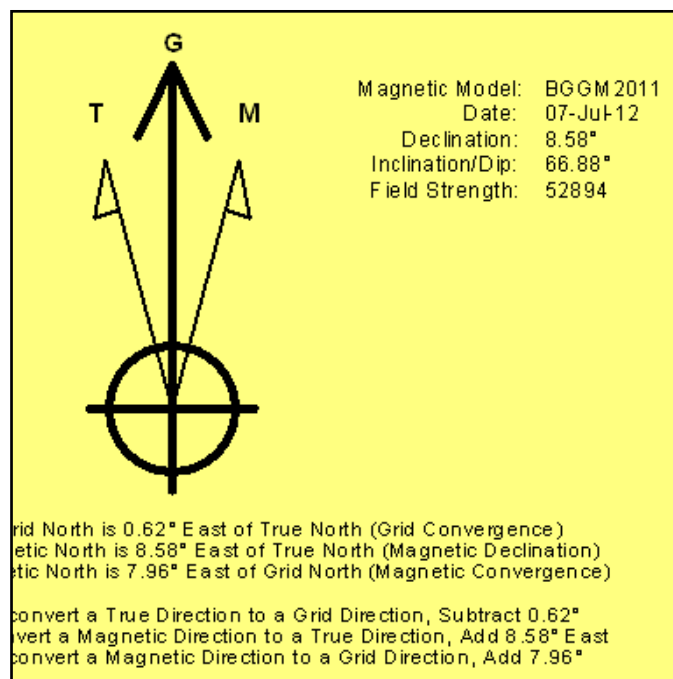 G
T M
Magnetic Model: BGGM2011
Date: 07-Jul-12
Declination: 8.58°
Inclination/Dip: 66.88°
Field Strength: 52894
rid North is 0.62° East of True North (Grid Convergence)
etic North is 8.58° East of True North (Magnetic Declination)
etic North is 7.96° East of Grid North (Magnetic Convergence)
convert a True Direction to a Grid Direction, Subtract 0.62°
vert a Magnetic Direction to a True Direction, Add 8.58° East
convert a Magnetic Direction to a Grid Direction, Add 7.96°